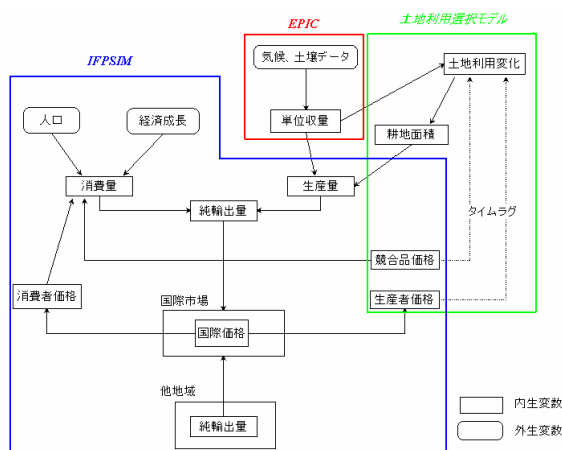 土地利用選択モデル
EPIC
IFPSIM
気候、土壌データ
土地利用変化
人口
経済成長
単位収量
耕地面積
消費量
生産量
純輸出量
タイムラグ
競合品価格
消費者価格
国際市場
生産者価格
国際価格
他地域
純輸出量
内生変数
外生変数